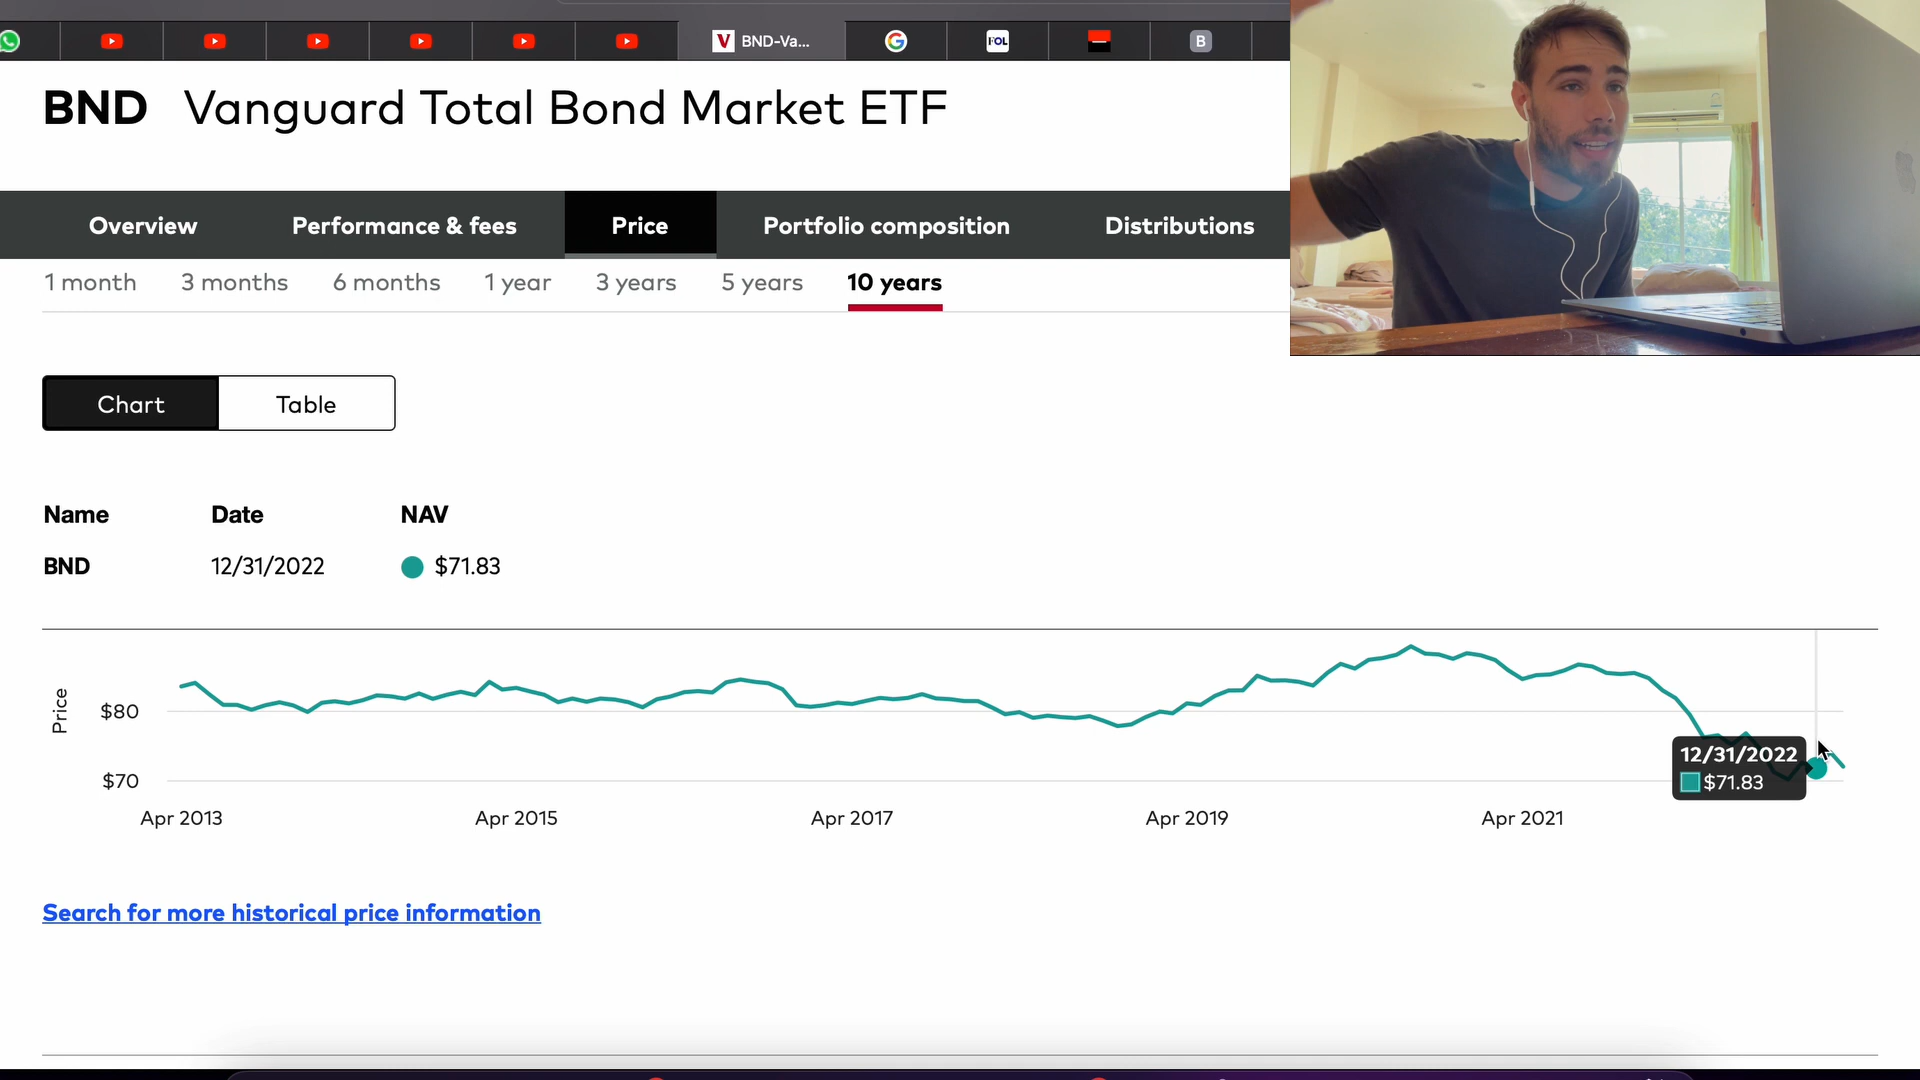 BND-Va...
FOL
B
BND Vanguard Total Bond Market ETF
Overview Performance & fees Price Portfolio composition Distributions
1 month 3 months 6 months 1 year 3 years 5 years 10 years
Chart Table
Name Date NAV
BND 12/31/2022 $71.83
Price
$80
$70
12/31/2022
$71.83
Apr 2013 Apr 2015 Apr 2017 Apr 2019 Apr 2021
Search for more historical price information